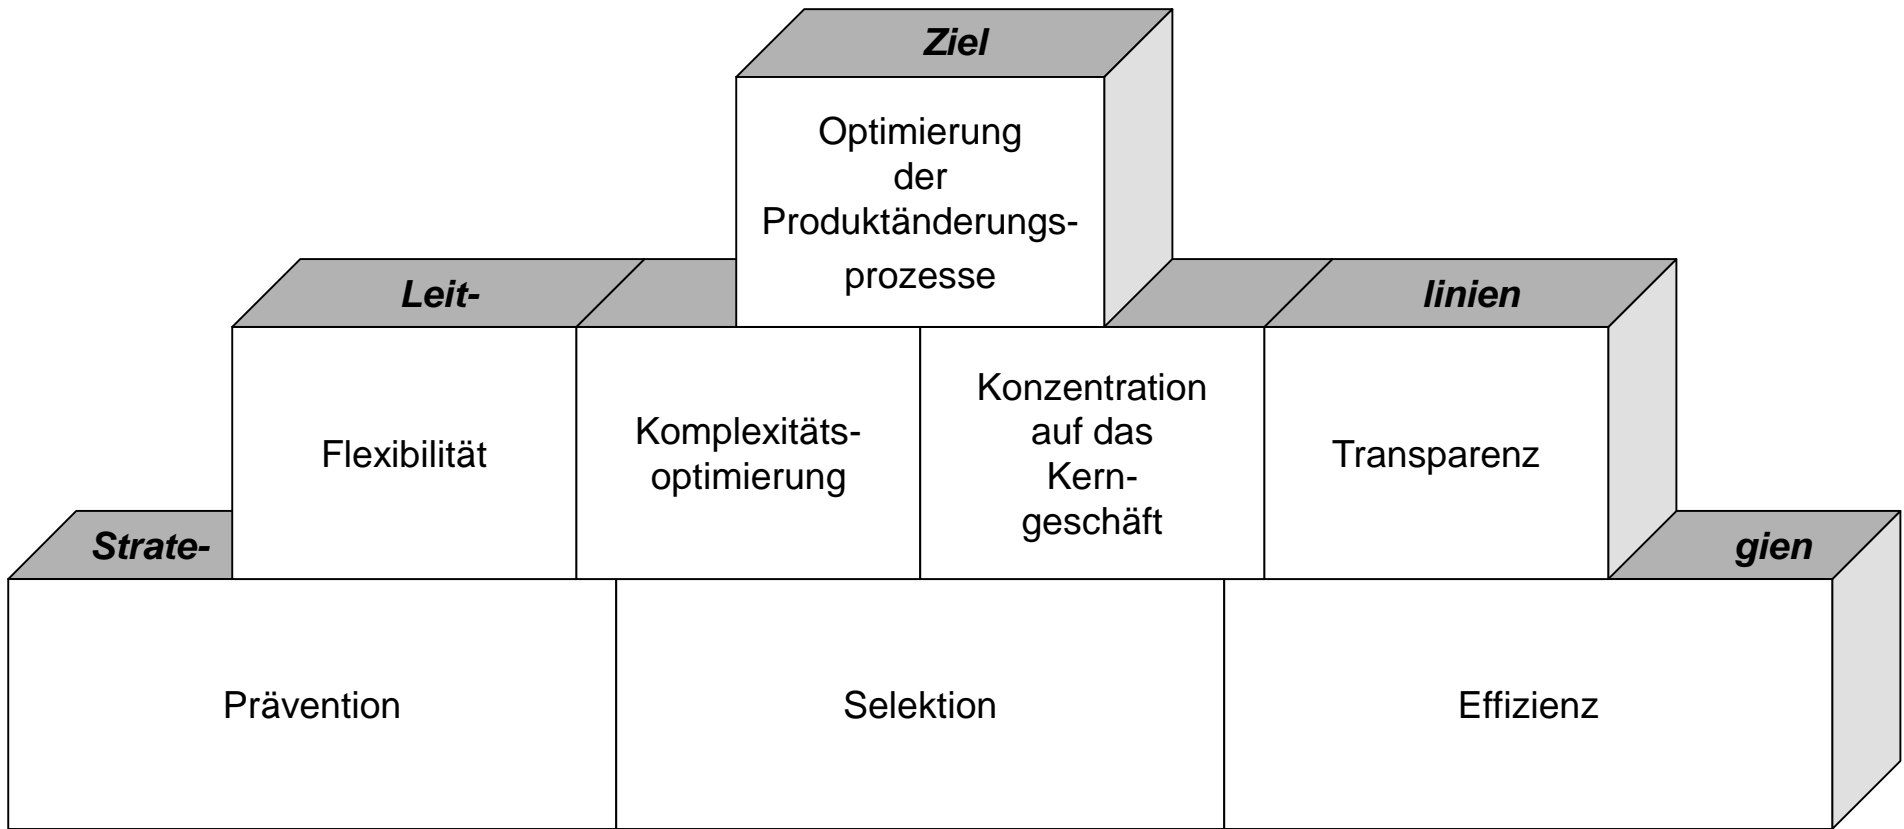 Ziel
Optimierung
der
Produktänderungs-
prozesse
Leit-
linien
Flexibilität
Komplexitäts-
optimierung
Konzentration
auf das
Kern-
geschäft
Transparenz
Strate-
gien
Prävention
Selektion
Effizienz